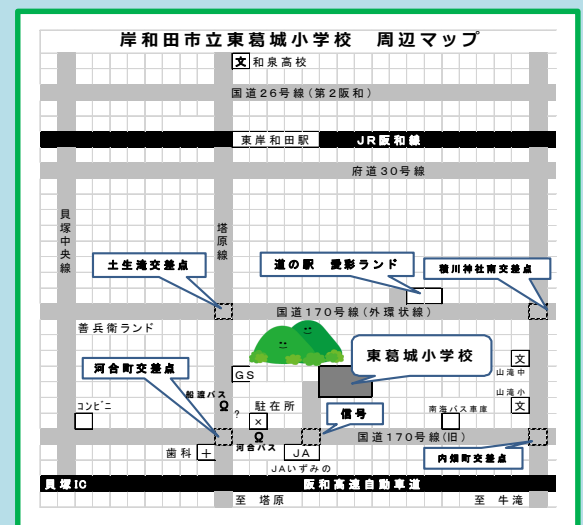 岸和田市立東葛城小学校 周辺マップ
文 和泉高校
国道26号線(第2阪和)
東岸和田駅
JR阪和線
府道30号線
貝塚中央線
塔原線
土生滝交差点
道の駅 愛彩ランド
積川神社南交差点
国道170号線(外環状線)
善兵衛ランド
東葛城小学校
河合町交差点
GS
文
山滝中
船渡バス
?
駐在所
×
信号
コンビニ
南海バス車庫
山滝小
文
河合バス
国道170号線(旧)
歯科
JA
JAいずみの
内畑町交差点
貝塚IC
阪和高速自動車道
至 塔原
至 牛滝